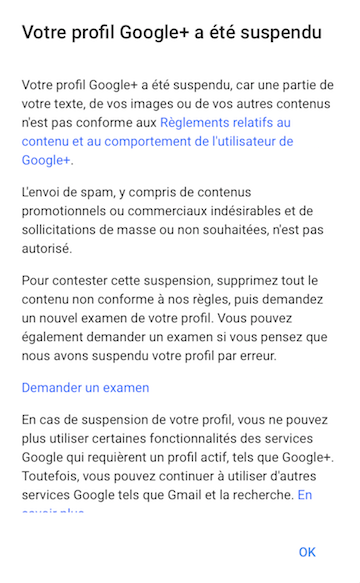 Votre profil Google+ a été suspendu
Votre profil Google+ a été suspendu, car une partie de
votre texte, de vos images ou de vos autres contenus
n'est pas conforme aux Règlements relatifs au
contenu et au comportement de l'utilisateur de
Google+.
L'envoi de spam, y compris de contenus
promotionnels ou commerciaux indésirables et de
sollicitations de masse ou non souhaitées, n'est pas
autorisé.
Pour contester cette suspension, supprimez tout le
contenu non conforme à nos règles, puis demandez
un nouvel examen de votre profil. Vous pouvez
également demander un examen si vous pensez que
nous avons suspendu votre profil par erreur.
Demander un examen
En cas de suspension de votre profil, vous ne pouvez
plus utiliser certaines fonctionnalités des services
Google qui requièrent un profil actif, tels que Google+.
Toutefois, vous pouvez continuer à utiliser d'autres
services Google tels que Gmail et la recherche. En
OK